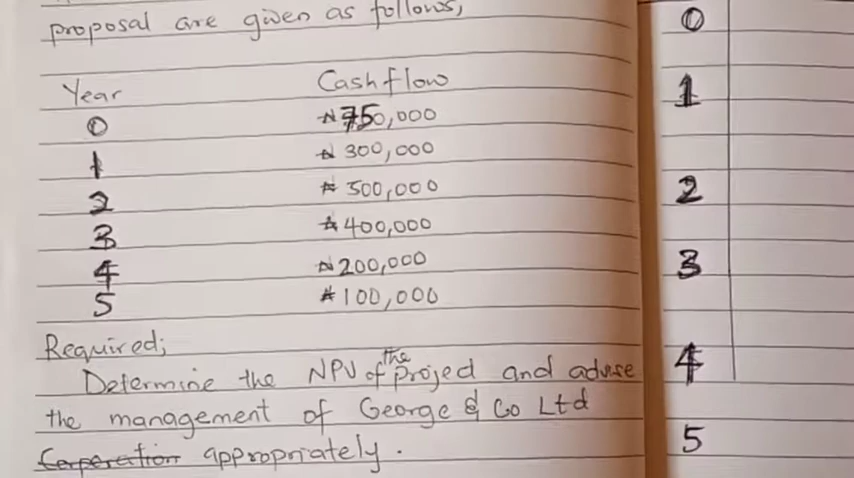 proposal are given as follows,
Year Cashflow
0 ₦750,000
1 ₦300,000
2 ₦500,000
3 ₦400,000
4 ₦200,000
5 ₦100,000
Required;
Determine the NPV of the project and advise
the management of George & Co Ltd
Corperation appropriately.
0
1
2
3
4
5